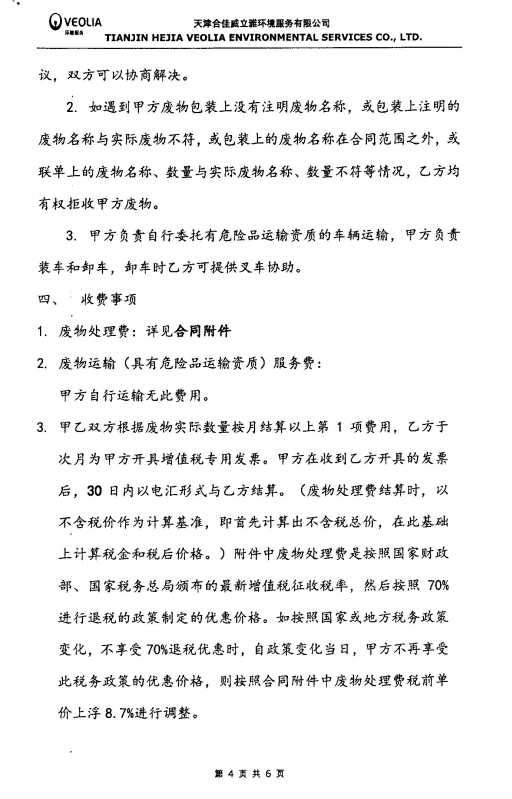 VEOLIA
环境服务
天津合佳威立雅环境服务有限公司
TIANJIN HEJIA VEOLIA ENVIRONMENTAL SERVICES CO., LTD.
议，双方可以协商解决。
2. 如遇到甲方废物包装上没有注明废物名称，或包装上注明的
废物名称与实际废物不符，或包装上的废物名称在合同范围之外，或
联单上的废物名称、数量与实际废物名称、数量不符等情况，乙方均
有权拒收甲方废物。
3. 甲方负责自行委托有危险品运输资质的车辆运输，甲方负责
装车和卸车，卸车时乙方可提供叉车协助。
四、 收费事项
1. 废物处理费：详见合同附件
2. 废物运输（具有危险品运输资质）服务费：
甲方自行运输无此费用。
3. 甲乙双方根据废物实际数量按月结算以上第 1 项费用，乙方于
次月为甲方开具增值税专用发票。甲方在收到乙方开具的发票
后，30 日内以电汇形式与乙方结算。（废物处理费结算时，以
不含税价作为计算基准，即首先计算出不含税总价，在此基础
上计算税金和税后价格。）附件中废物处理费是按照国家财政
部、国家税务总局颁布的最新增值税征收税率，然后按照 70%
进行退税的政策制定的优惠价格。如按照国家或地方税务政策
变化，不享受 70%退税优惠时，自政策变化当日，甲方不再享受
此税务政策的优惠价格，则按照合同附件中废物处理费税前单
价上浮 8.7%进行调整。
第 4 页 共 6 页